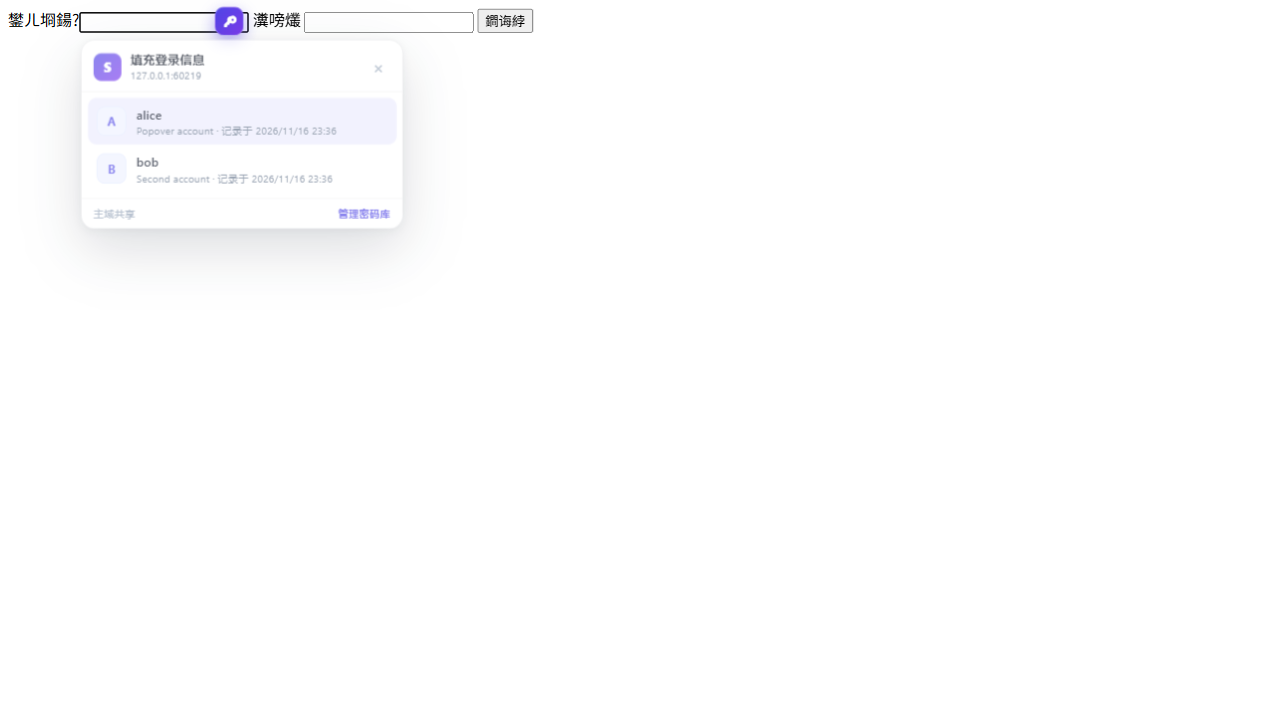 鐢ㄦ埛鍚? 瀵嗙爜 鐧诲綍
S 填充登录信息 ×
127.0.0.1:60219
A alice
Popover account · 记录于 2026/11/16 23:36
B bob
Second account · 记录于 2026/11/16 23:36
主域共享 管理密码库